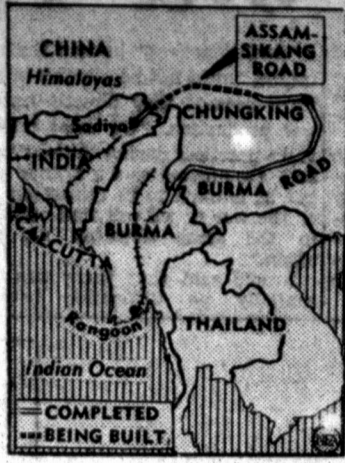 ASSAM-
SIKANG
ROAD
CHINA
Himalayas
CHUNGKING
Sadiya
INDIA
BURMA ROAD
BURMA
CALCUTTA
Rangoon
THAILAND
Indian Ocean
COMPLETED
BEING BUILT
NEA